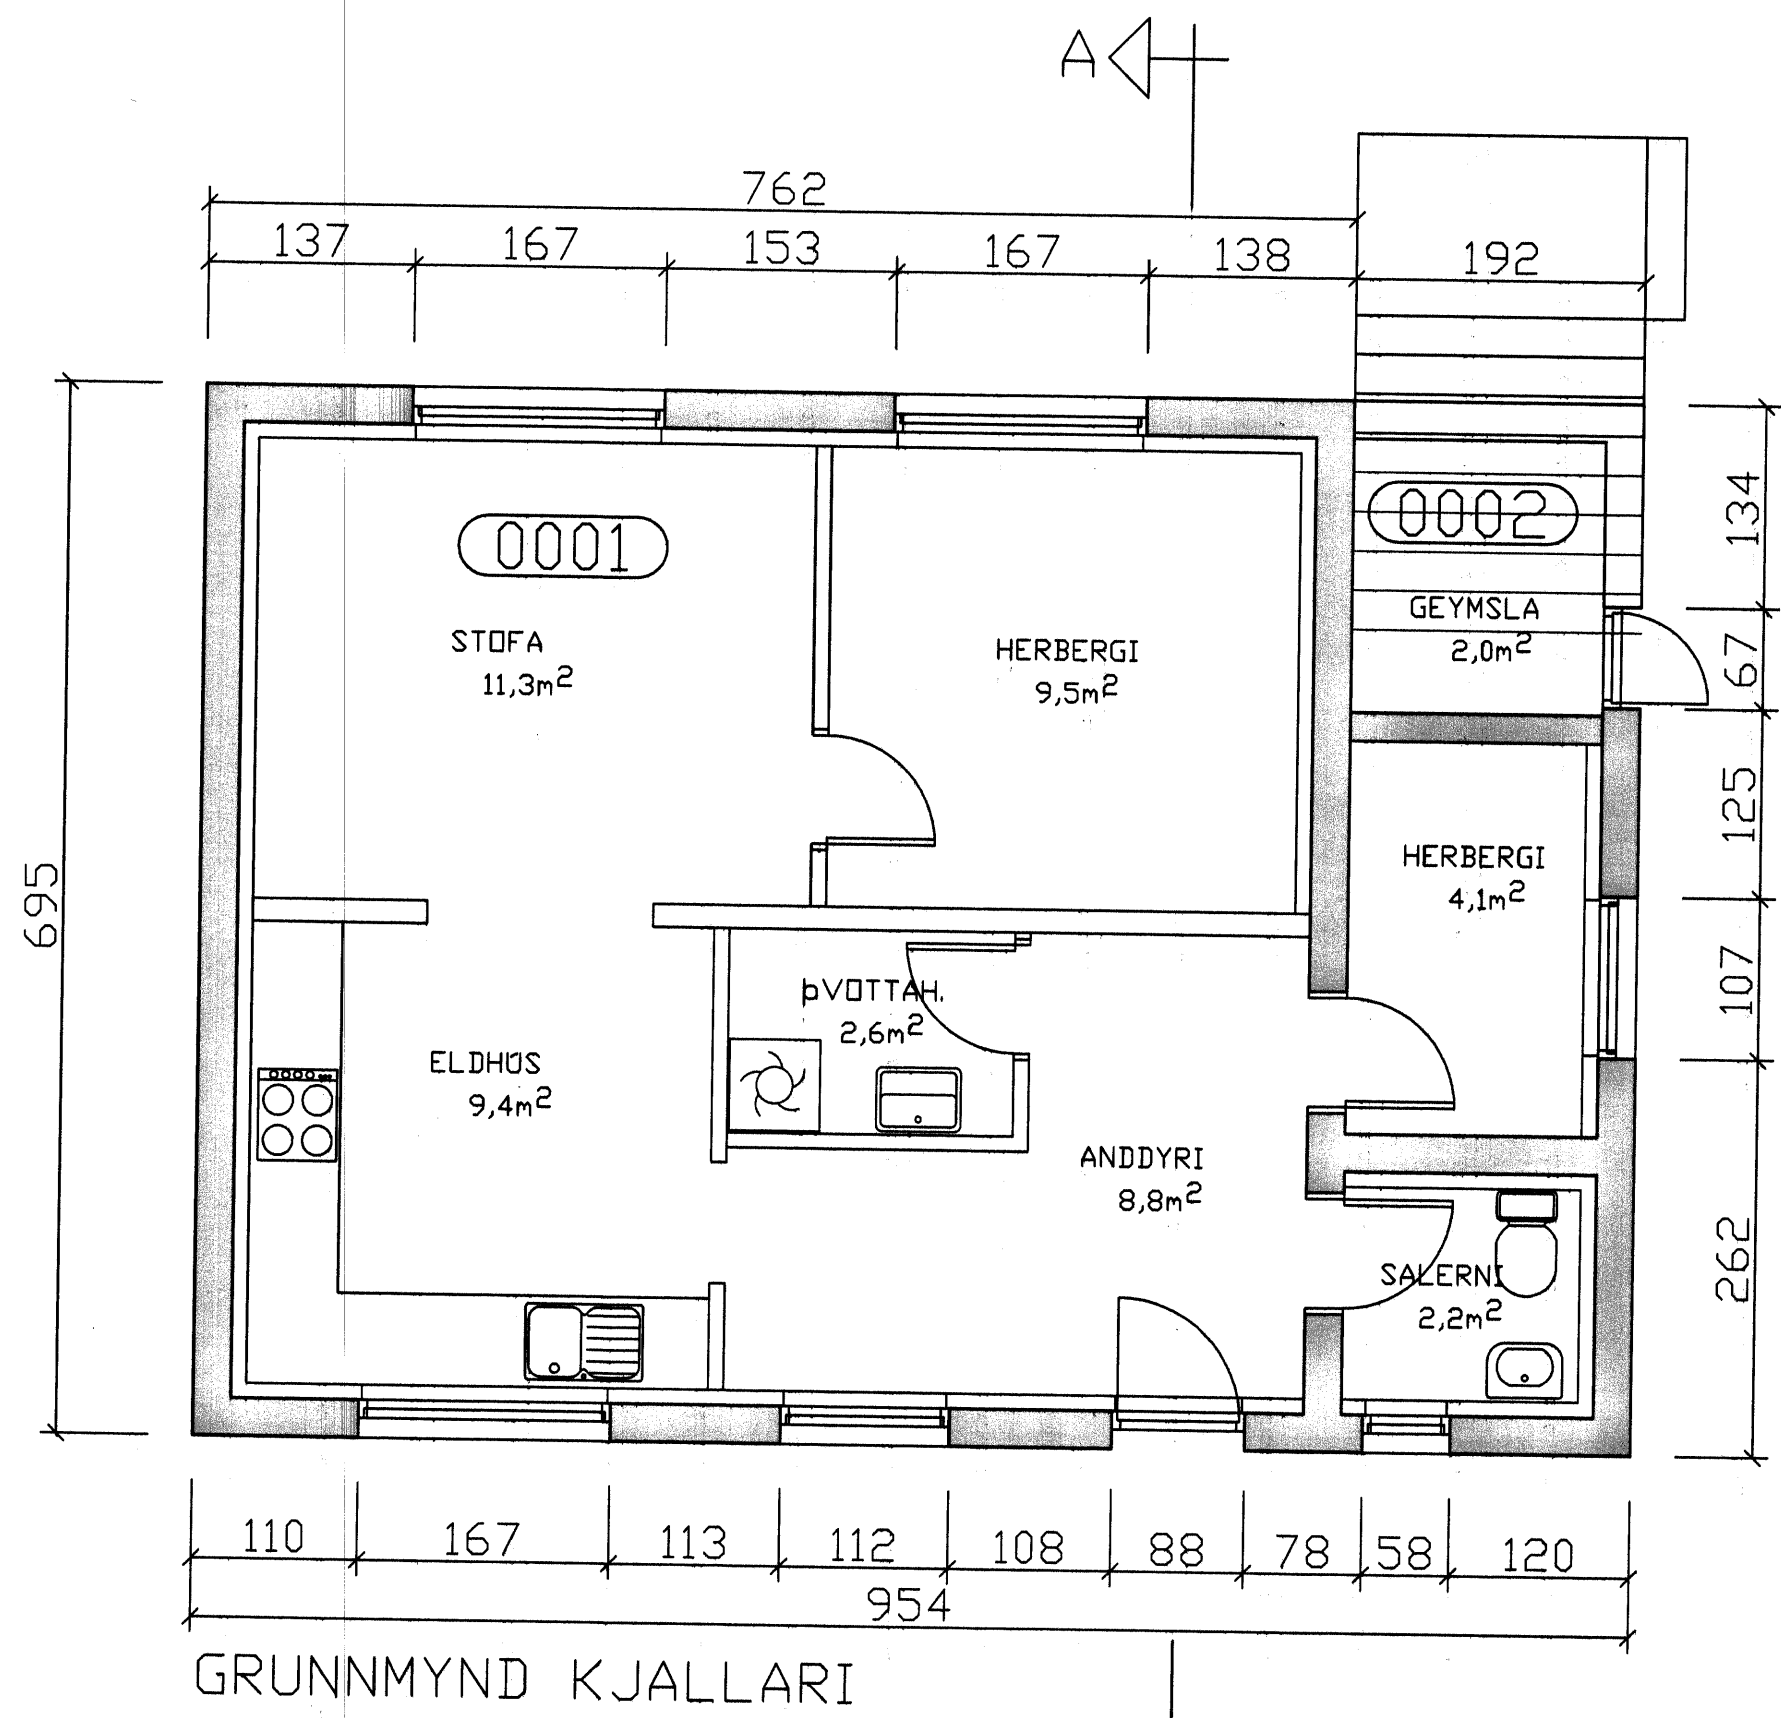 A
762
137 167 153 167 138 192
0001
0002
134
STOFA
11,3m²
HERBERGI
9,5m²
GEYMSLA
2,0m²
67
125
HERBERGI
4,1m²
695
107
ÞVOTTAH.
2,6m²
ELDHÚS
9,4m²
ANDDYRI
8,8m²
262
SALERNI
2,2m²
110 167 113 112 108 88 78 58 120
954
GRUNNMYND KJALLARI